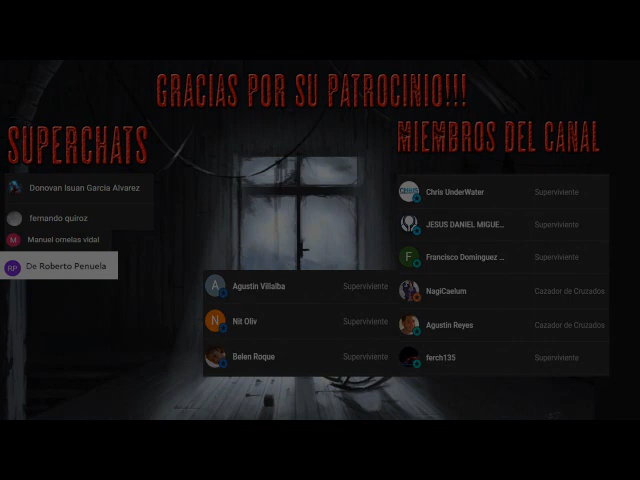 GRACIAS POR SU PATROCINIO!!!
SUPERCHATS
Donovan Isuan Garcia Alvarez
fernando quiroz
M Manuel ornelas vidal
RP De Roberto Penuela
A Agustin Villalba Superviviente
N Nit Oliv Superviviente
Belen Roque Superviviente
MIEMBROS DEL CANAL
Chris UnderWater Superviviente
JESUS DANIEL MIGUE... Superviviente
F Francisco Dominguez ... Superviviente
NagiCaelum Cazador de Cruzados
Agustin Reyes Cazador de Cruzados
ferch135 Superviviente